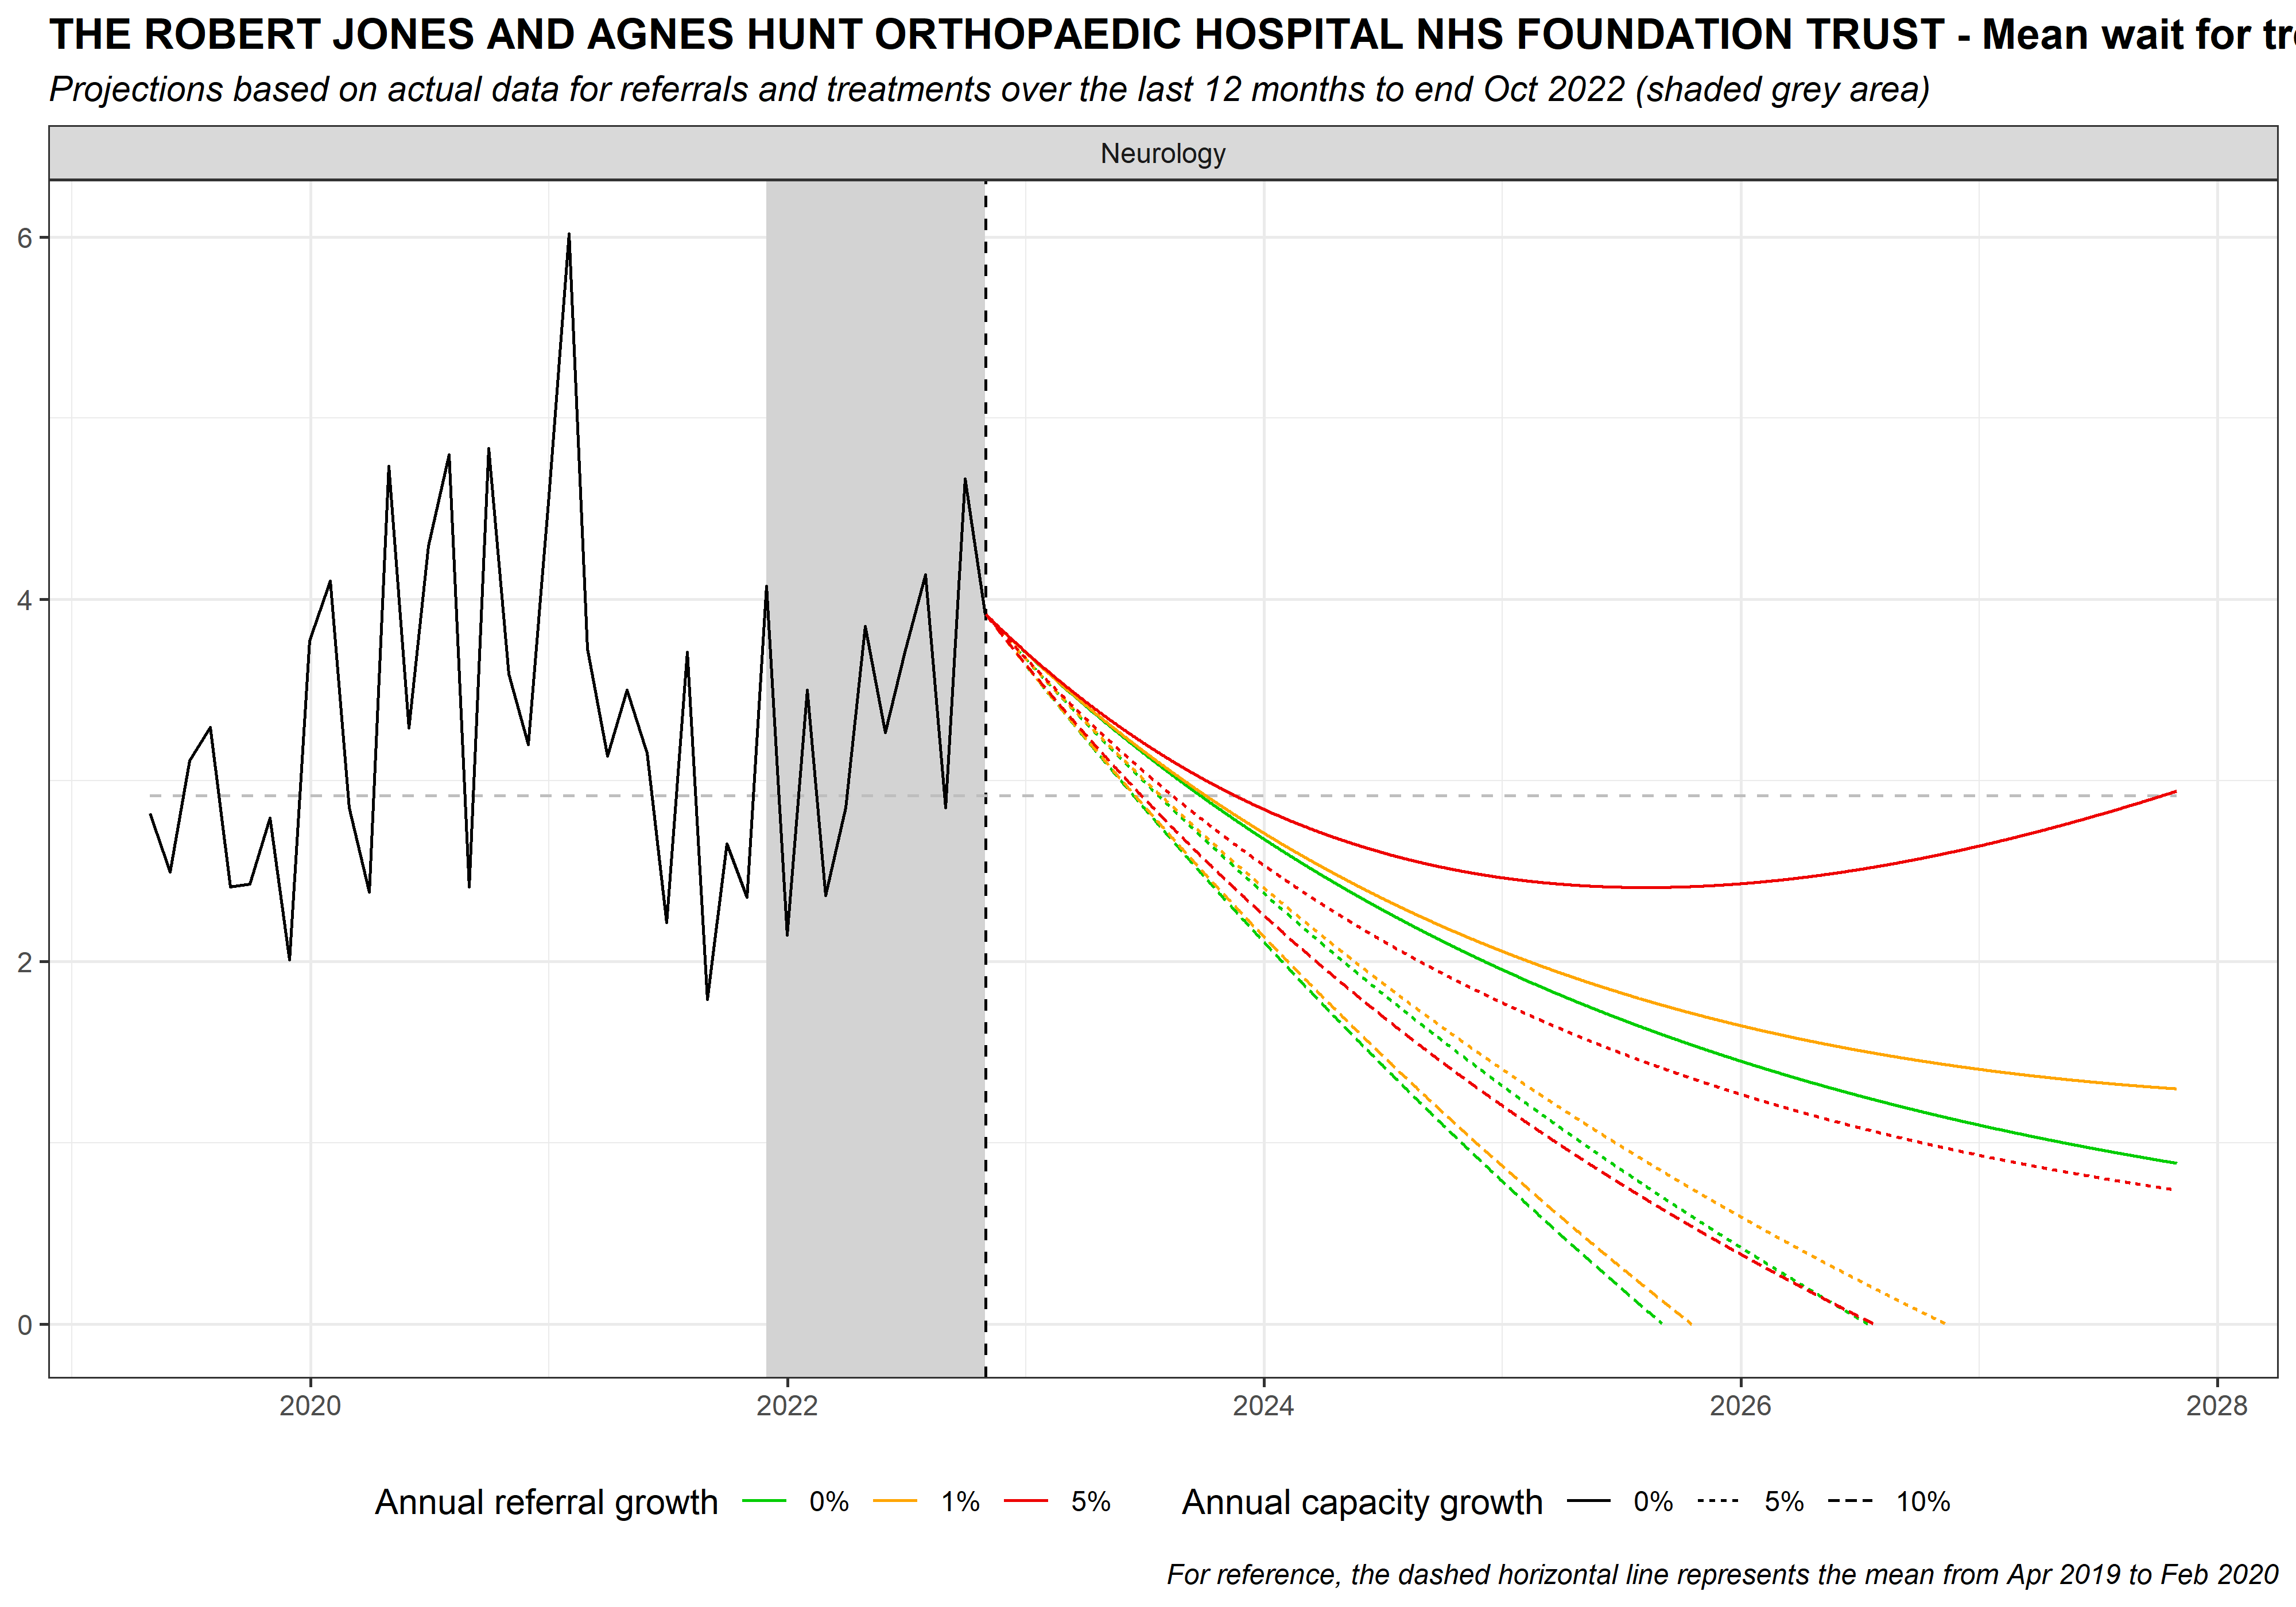 THE ROBERT JONES AND AGNES HUNT ORTHOPAEDIC HOSPITAL NHS FOUNDATION TRUST - Mean wait for
Projections based on actual data for referrals and treatments over the last 12 months to end Oct 2022 (shaded grey area)
Neurology
6
4
2
0
2020 2022 2024 2026 2028
Annual referral growth 0% 1% 5% Annual capacity growth 0% 5% 10%
For reference, the dashed horizontal line represents the mean from Apr 2019 to Feb 2020